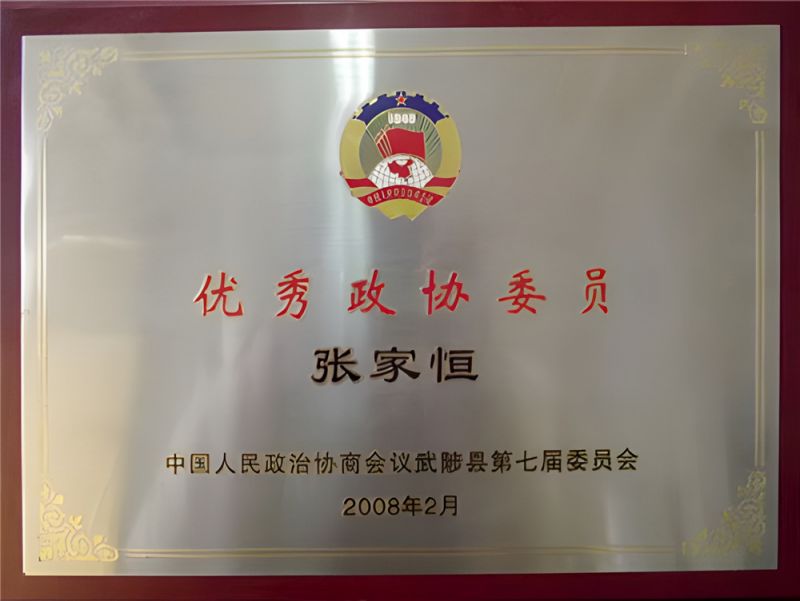 1949
优秀政协委员
张家恒
中国人民政治协商会议武陟县第七届委员会
2008年2月